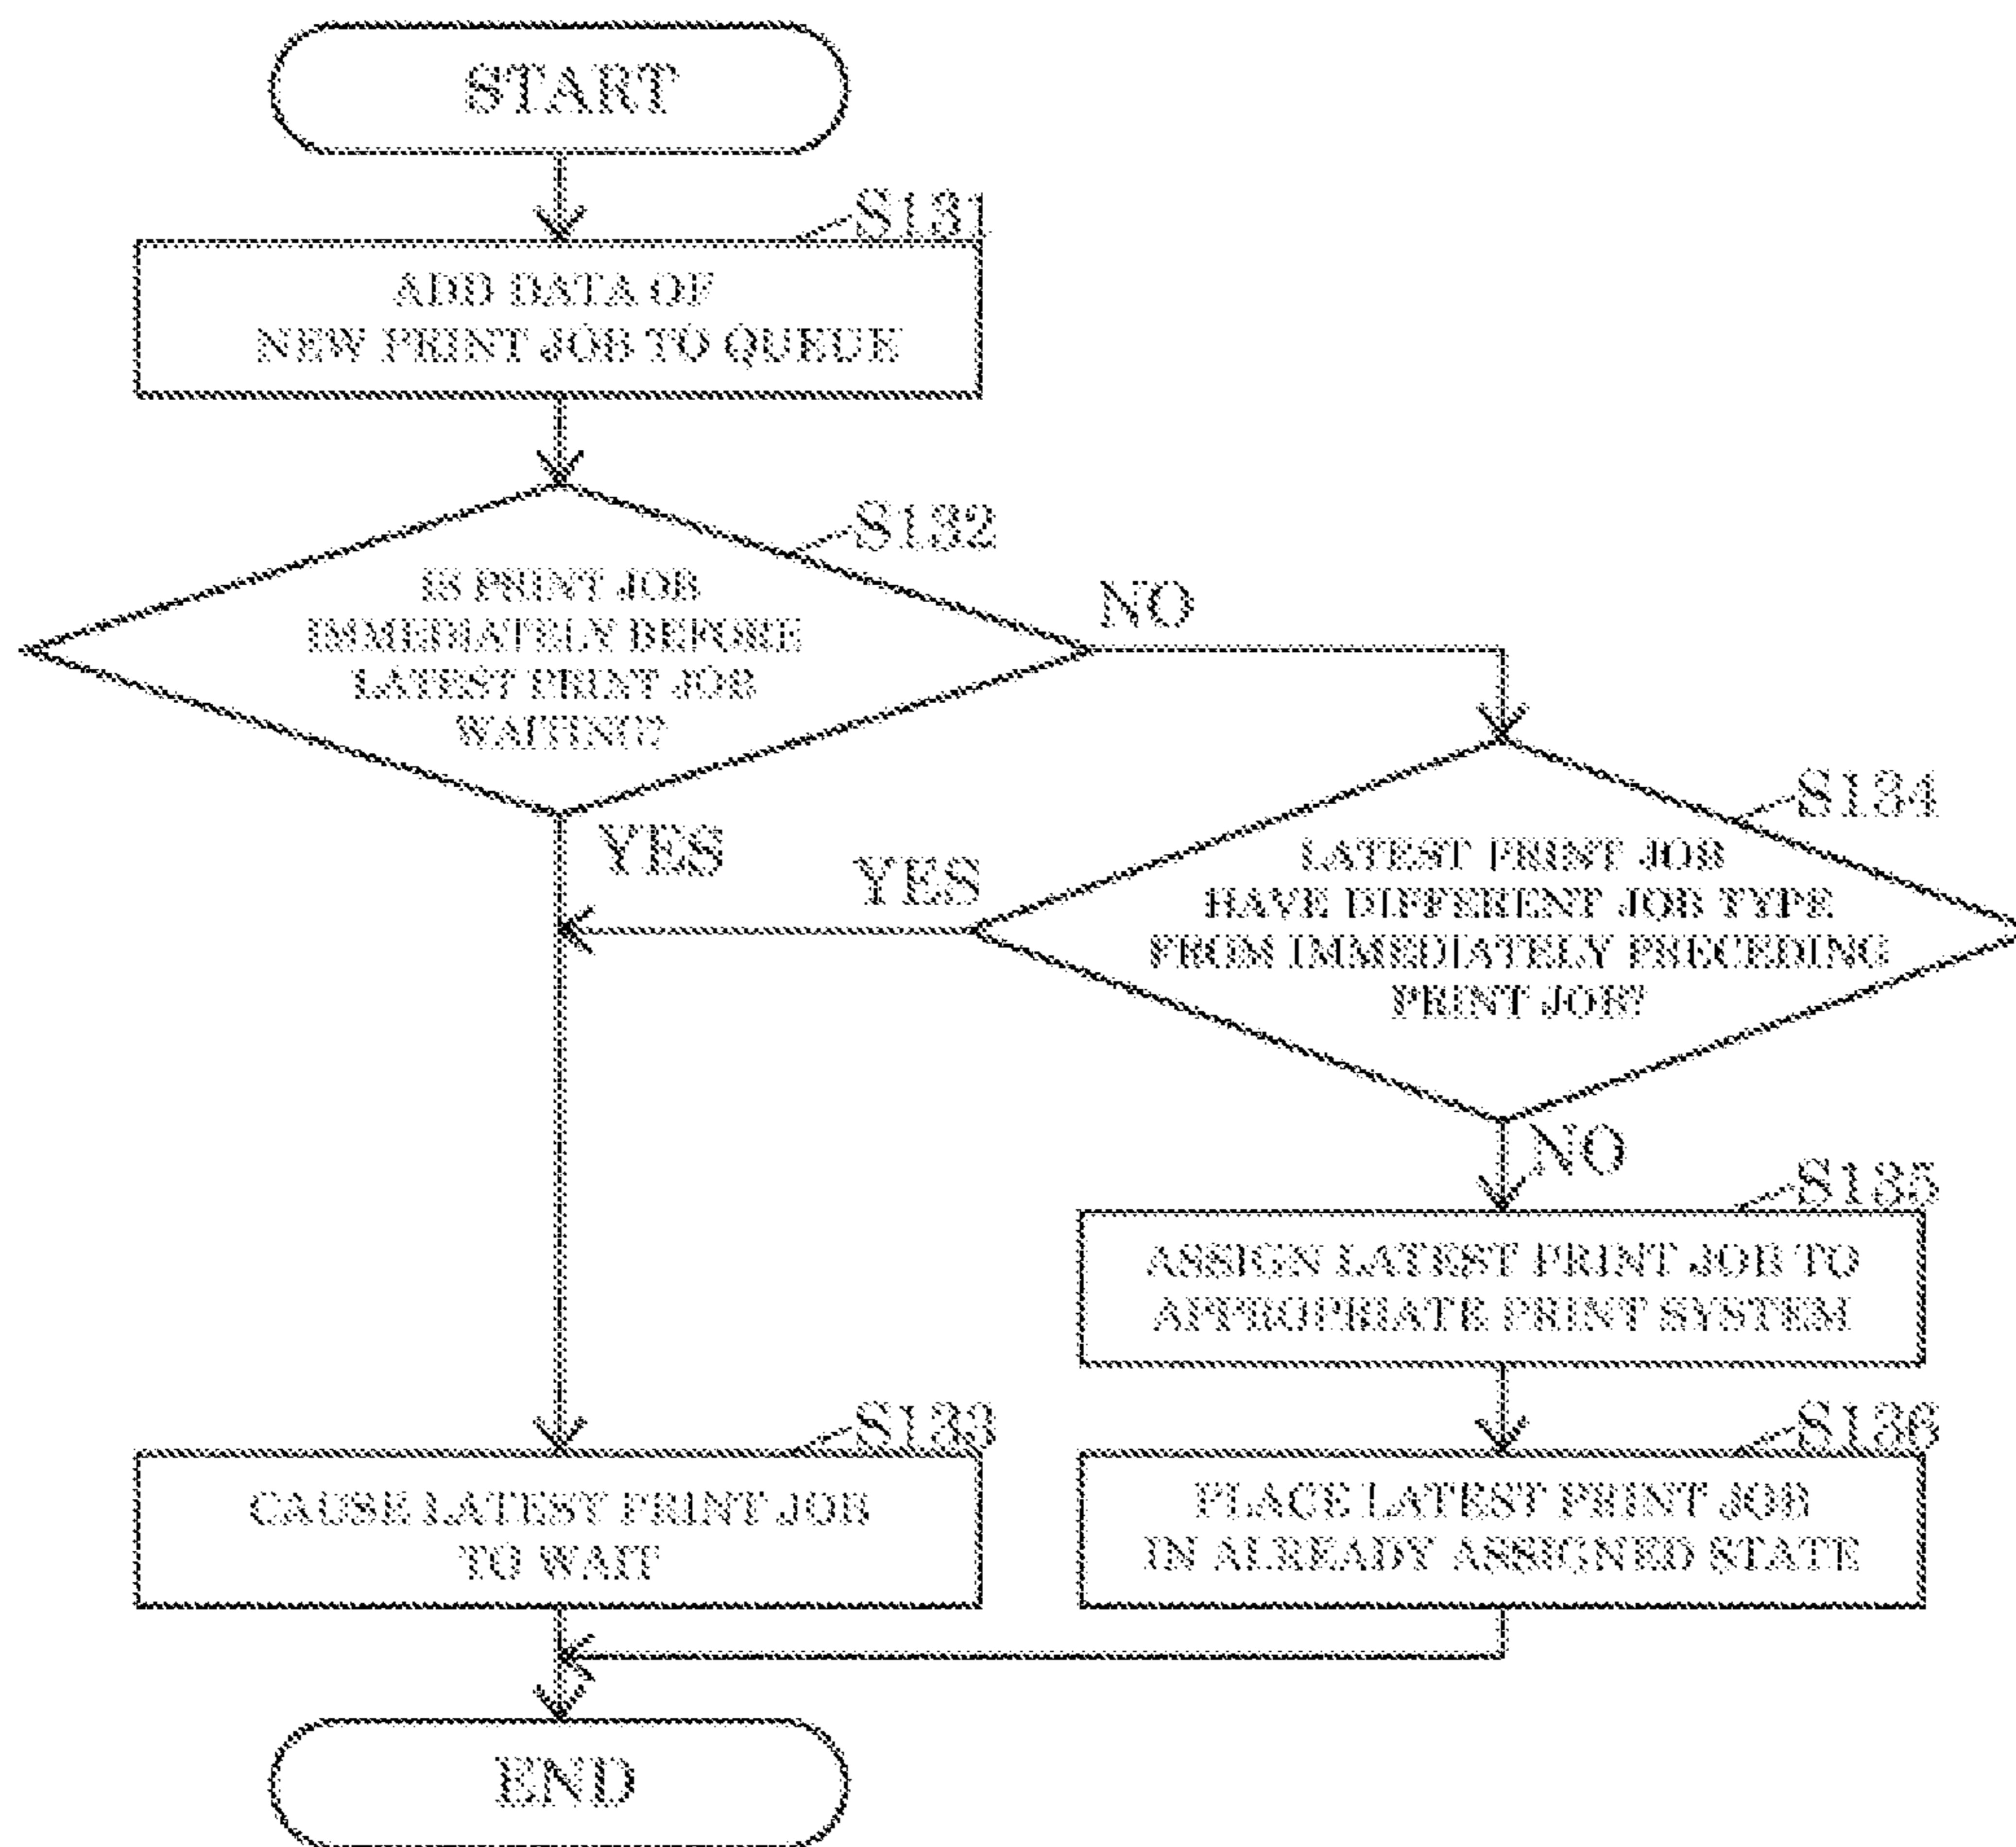 START
S131
ADD DATA OF
NEW PRINT JOB TO QUEUE
S132
IS PRINT JOB
IMMEDIATELY BEFORE
LATEST PRINT JOB
WAITING?
NO
YES
S134
LATEST PRINT JOB
HAVE DIFFERENT JOB TYPE
FROM IMMEDIATELY PRECEDING
PRINT JOB?
YES
NO
S135
ASSIGN LATEST PRINT JOB TO
APPROPRIATE PRINT SYSTEM
S133
CAUSE LATESY PRINT JOB
TO WAIT
S136
PLACE LATEST PRINT JOB
IN ALREADY ASSIGNED STATE
END